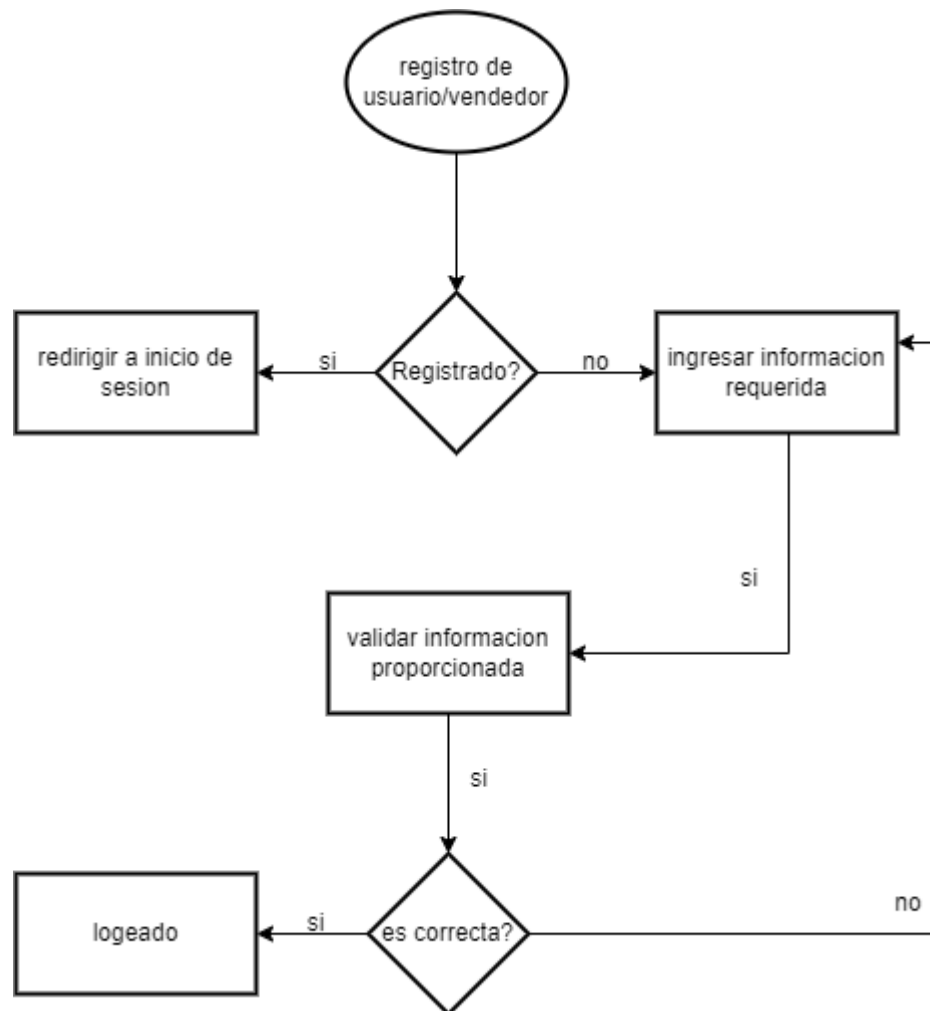 registro de
usuario/vendedor
redirigir a inicio de
sesion
si
Registrado?
no
ingresar informacion
requerida
si
validar informacion
proporcionada
si
logeado
si
es correcta?
no